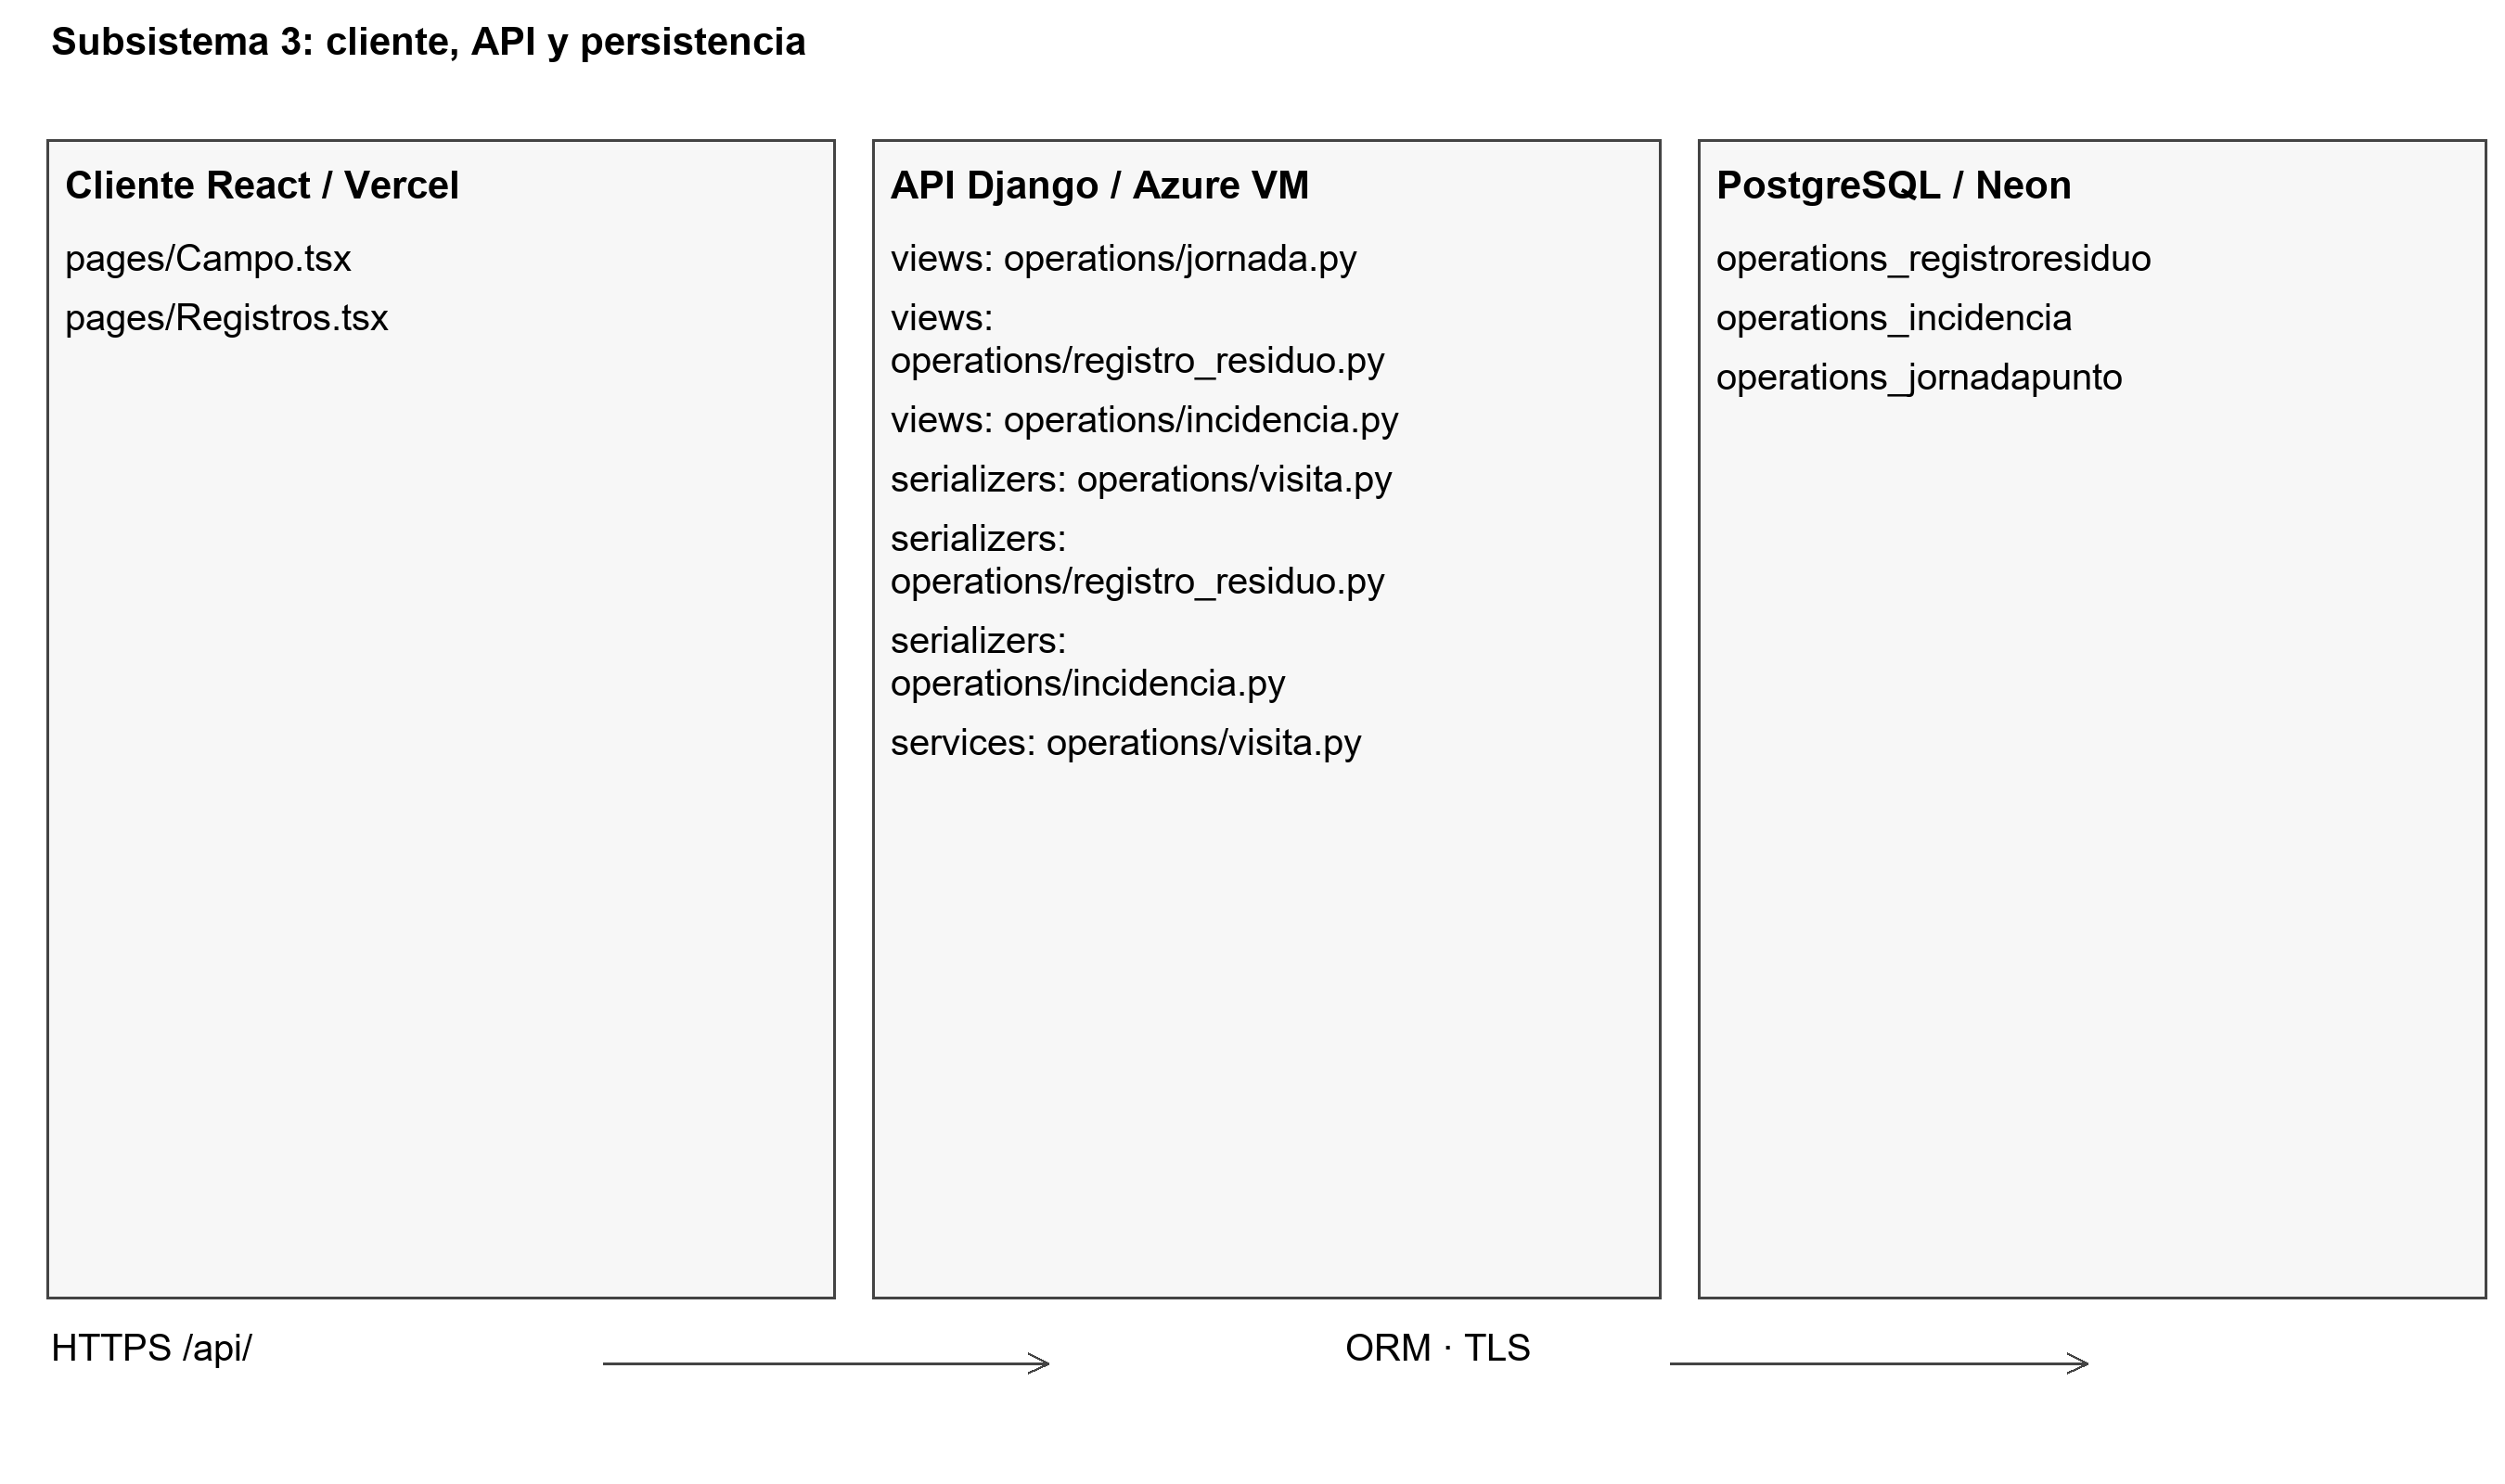 Subsistema 3: cliente, API y persistencia
Cliente React / Vercel
pages/Campo.tsx
pages/Registros.tsx
API Django / Azure VM
views: operations/jornada.py
views:
operations/registro_residuo.py
views: operations/incidencia.py
serializers: operations/visita.py
serializers:
operations/registro_residuo.py
serializers:
operations/incidencia.py
services: operations/visita.py
PostgreSQL / Neon
operations_registroresiduo
operations_incidencia
operations_jornadapunto
HTTPS /api/
ORM · TLS